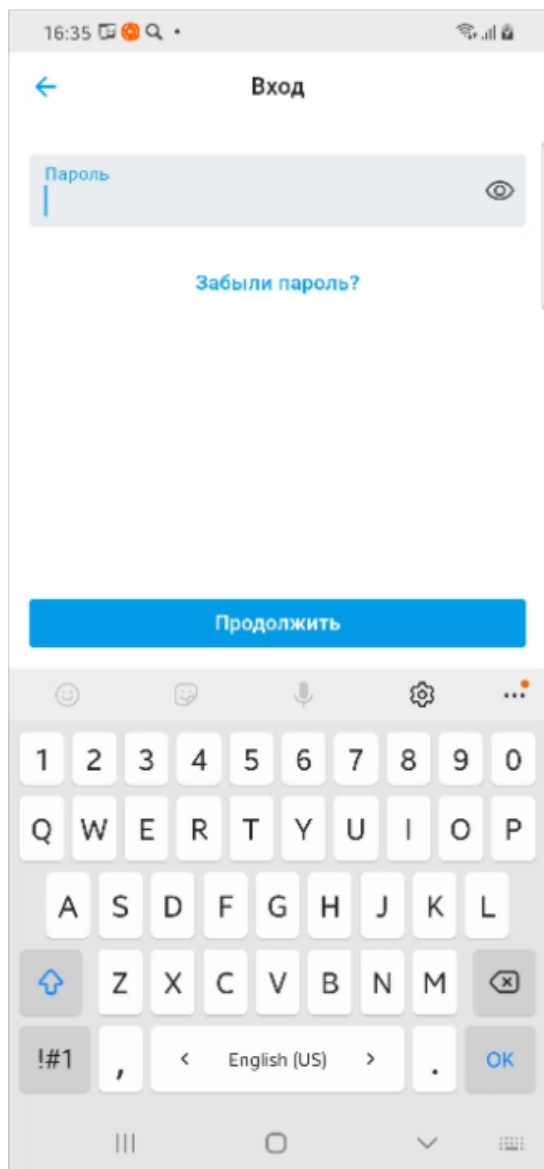 16:35
Вход
Пароль
Забыли пароль?
Продолжить
1 2 3 4 5 6 7 8 9 0
Q W E R T Y U I O P
A S D F G H J K L
Z X C V B N M
!#1 , < English (US) > . OK